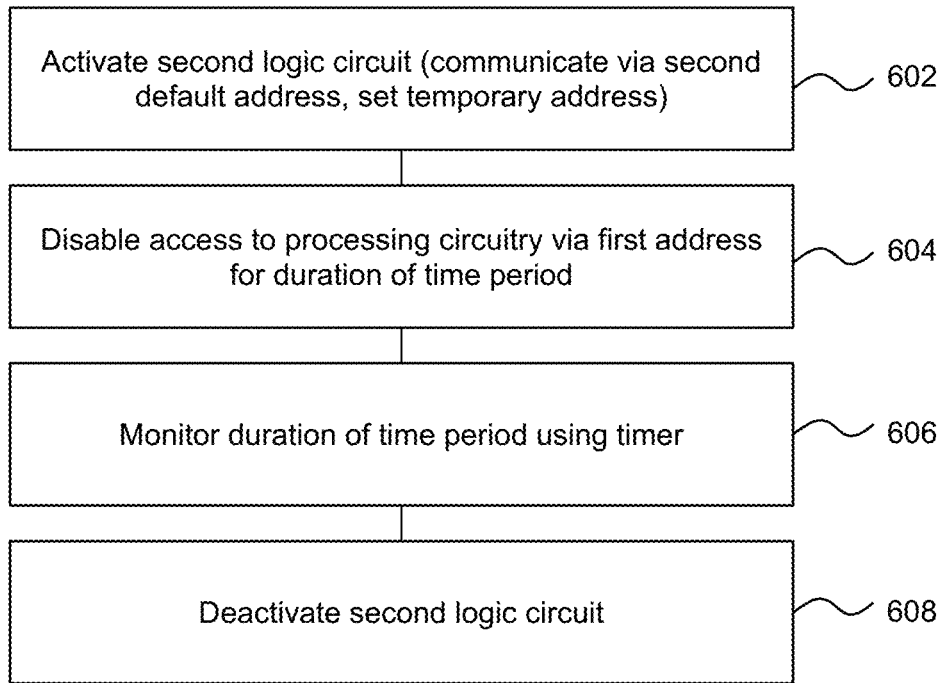 Activate second logic circuit (communicate via second
default address, set temporary address)
602
Disable access to processing circuitry via first address
for duration of time period
604
Monitor duration of time period using timer
606
Deactivate second logic circuit
608